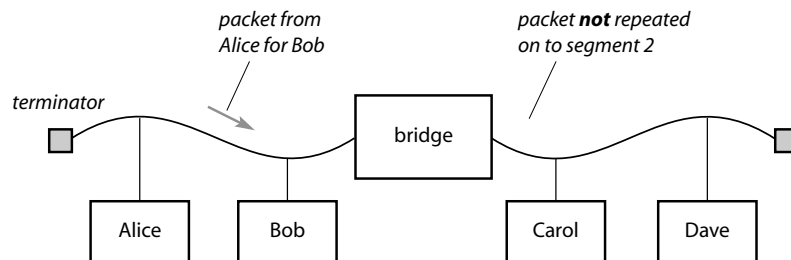 packet from
Alice for Bob
packet not repeated
on to segment 2
terminator
bridge
Alice
Bob
Carol
Dave